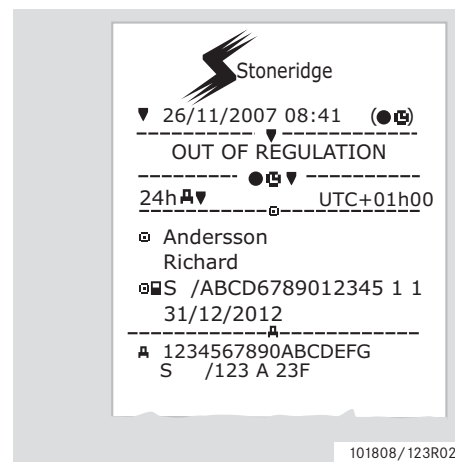 Stoneridge
▼ 26/11/2007 08:41 (●◷)
OUT OF REGULATION
24h UTC+01h00
Andersson
Richard
S /ABCD6789012345 1 1
31/12/2012
1234567890ABCDEFG
S /123 A 23F
101808/123R02